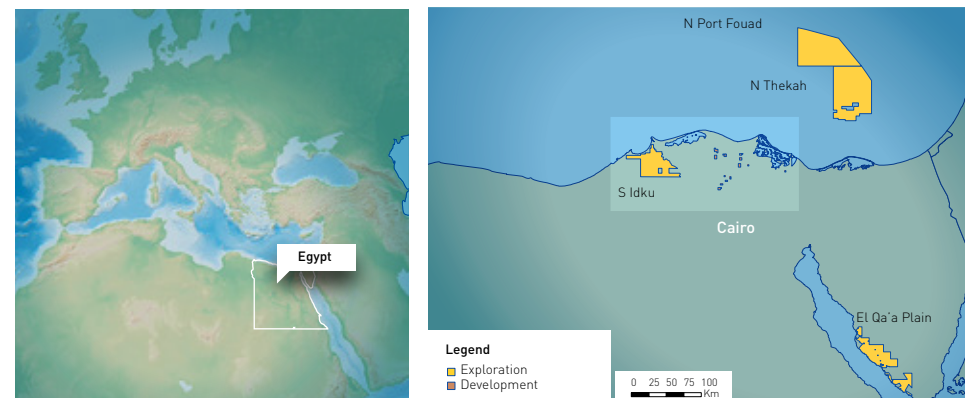 Egypt
N Port Fouad
N Thekah
S Idku
Cairo
El Qa'a Plain
Legend
Exploration
Development
0 25 50 75 100
Km